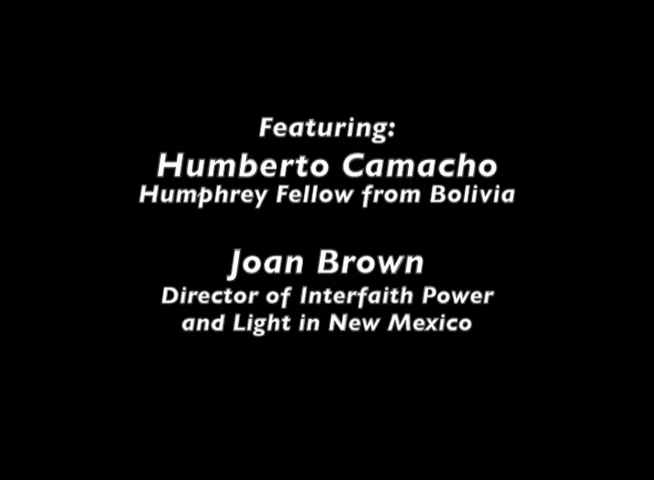 Featuring:
Humberto Camacho
Humphrey Fellow from Bolivia
Joan Brown
Director of Interfaith Power
and Light in New Mexico